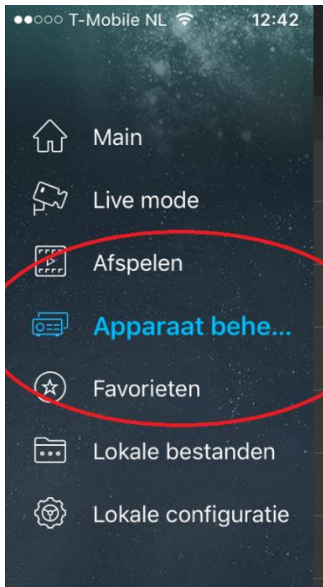 ●●○○○ T-Mobile NL 12:42
Main
Live mode
Afspelen
Apparaat behe...
Favorieten
Lokale bestanden
Lokale configuratie